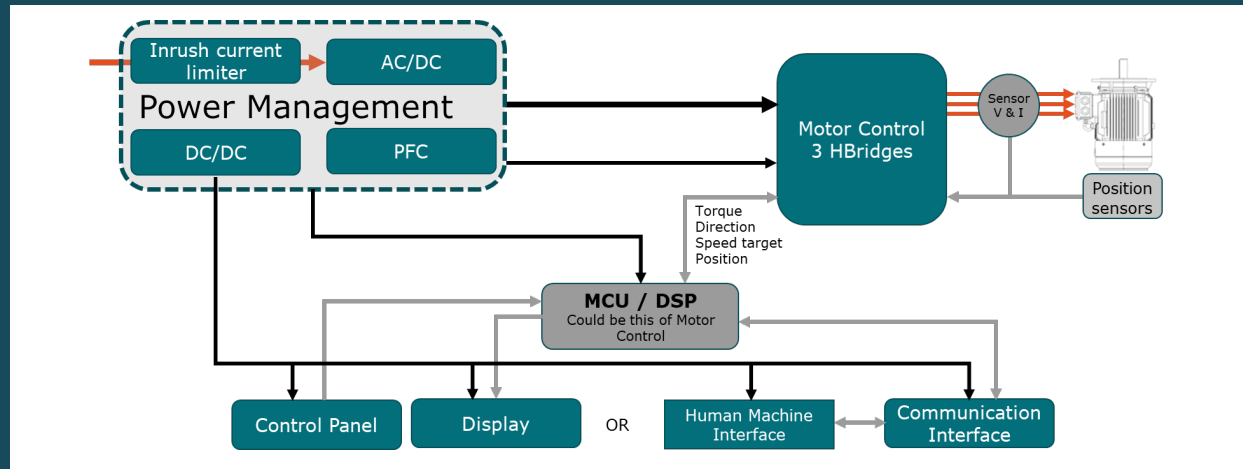 Inrush current
limiter
AC/DC
Power Management
DC/DC
PFC
Motor Control
3 HBridges
Sensor
V & I
Position
sensors
Torque
Direction
Speed target
Position
MCU / DSP
Could be this of Motor
Control
Control Panel
Display
OR
Human Machine
Interface
Communication
Interface